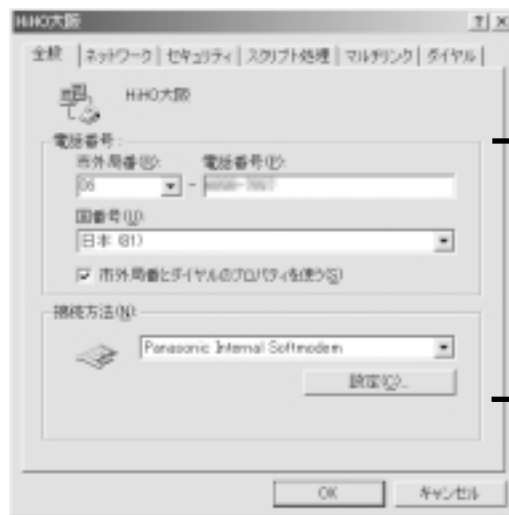 HiHO大阪
全般 ネットワーク セキュリティ スクリプト処理 マルチリンク ダイヤル
HiHO大阪
電話番号:
市外局番(R): 電話番号(P):
06 -
国番号(U):
日本 (81)
市外局番とダイヤルのプロパティを使う(S)
接続方法(N):
Panasonic Internal Softmodem
設定(C)...
OK キャンセル